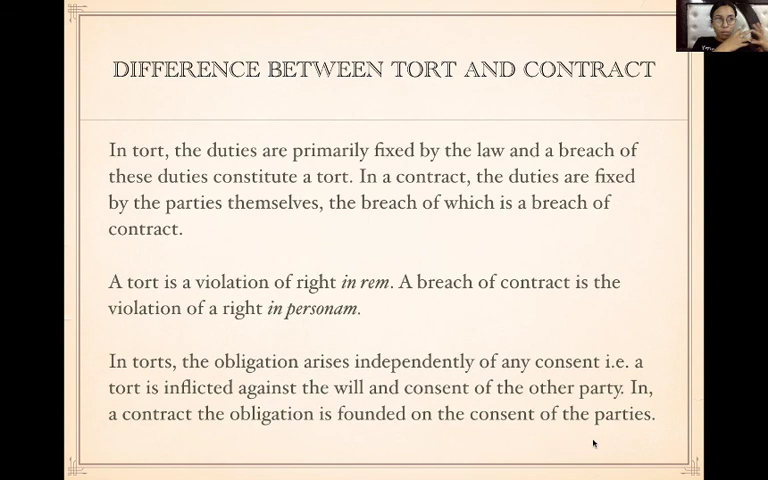 DIFFERENCE BETWEEN TORT AND CONTRACT
In tort, the duties are primarily fixed by the law and a breach of
these duties constitute a tort. In a contract, the duties are fixed
by the parties themselves, the breach of which is a breach of
contract.
A tort is a violation of right in rem. A breach of contract is the
violation of a right in personam.
In torts, the obligation arises independently of any consent i.e. a
tort is inflicted against the will and consent of the other party. In,
a contract the obligation is founded on the consent of the parties.